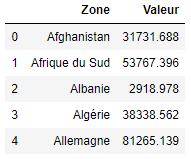 Zone Valeur
0 Afghanistan 31731.688
1 Afrique du Sud 53767.396
2 Albanie 2918.978
3 Algérie 38338.562
4 Allemagne 81265.139